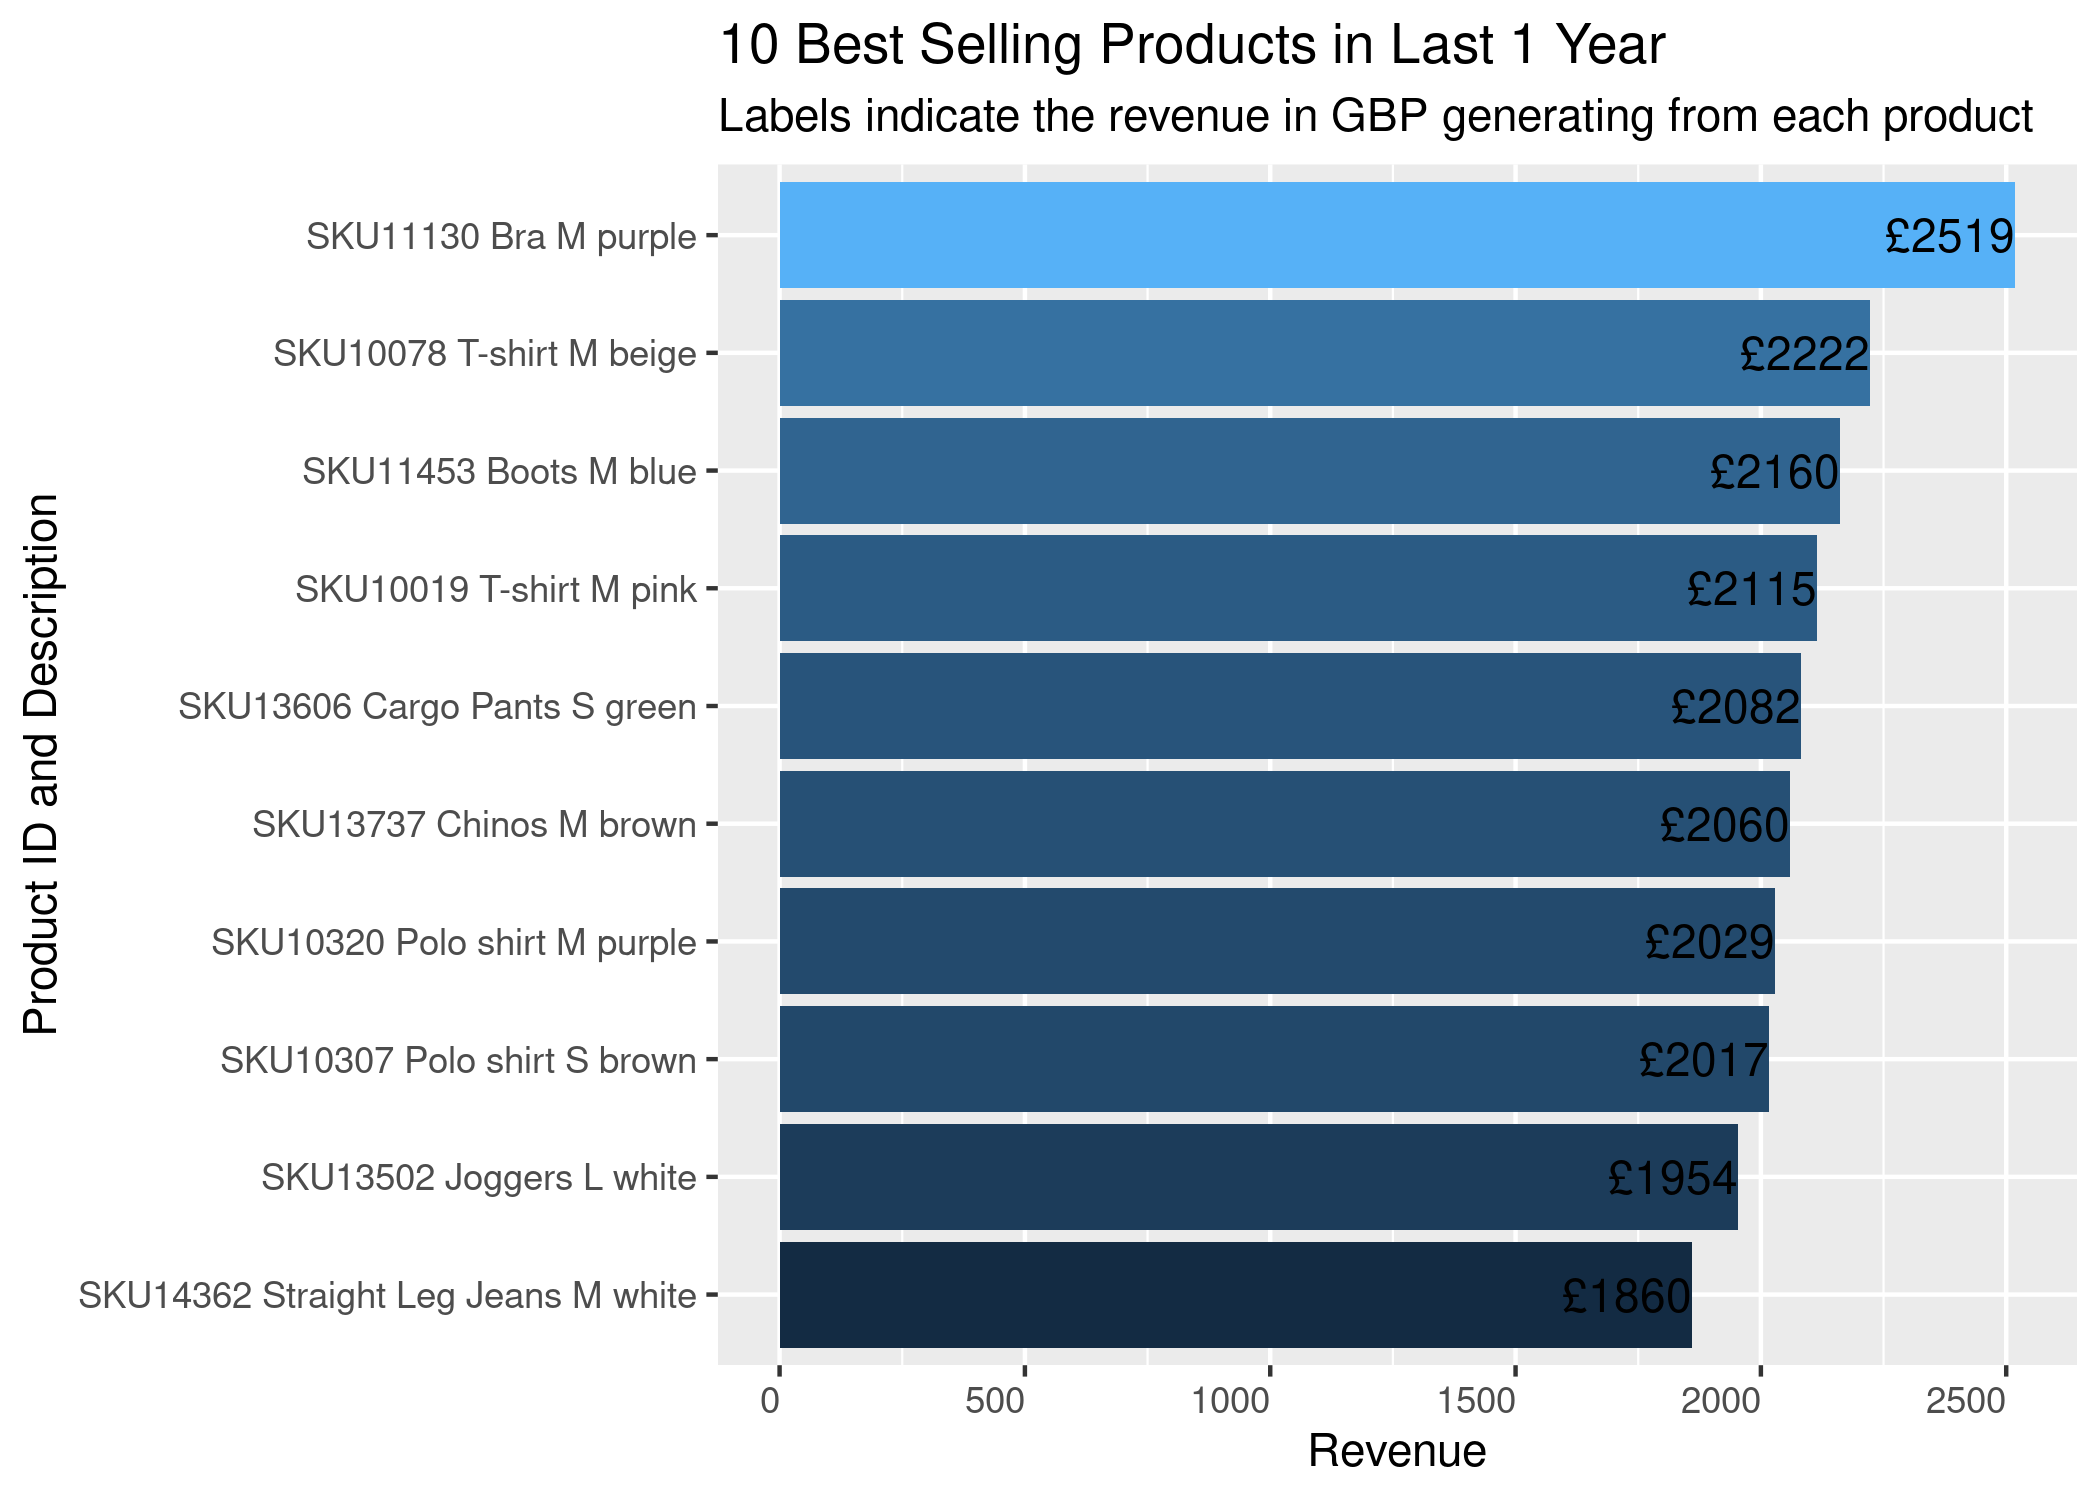 10 Best Selling Products in Last 1 Year
Labels indicate the revenue in GBP generating from each product
Product ID and Description
SKU11130 Bra M purple
£2519
SKU10078 T-shirt M beige
£2222
SKU11453 Boots M blue
£2160
SKU10019 T-shirt M pink
£2115
SKU13606 Cargo Pants S green
£2082
SKU13737 Chinos M brown
£2060
SKU10320 Polo shirt M purple
£2029
SKU10307 Polo shirt S brown
£2017
SKU13502 Joggers L white
£1954
SKU14362 Straight Leg Jeans M white
£1860
0 500 1000 1500 2000 2500
Revenue